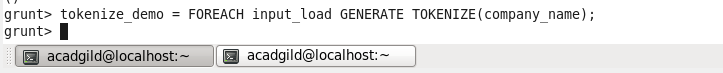 grunt> tokenize_demo = FOREACH input_load GENERATE TOKENIZE(company_name);
grunt>
acadgild@localhost:~ acadgild@localhost:~